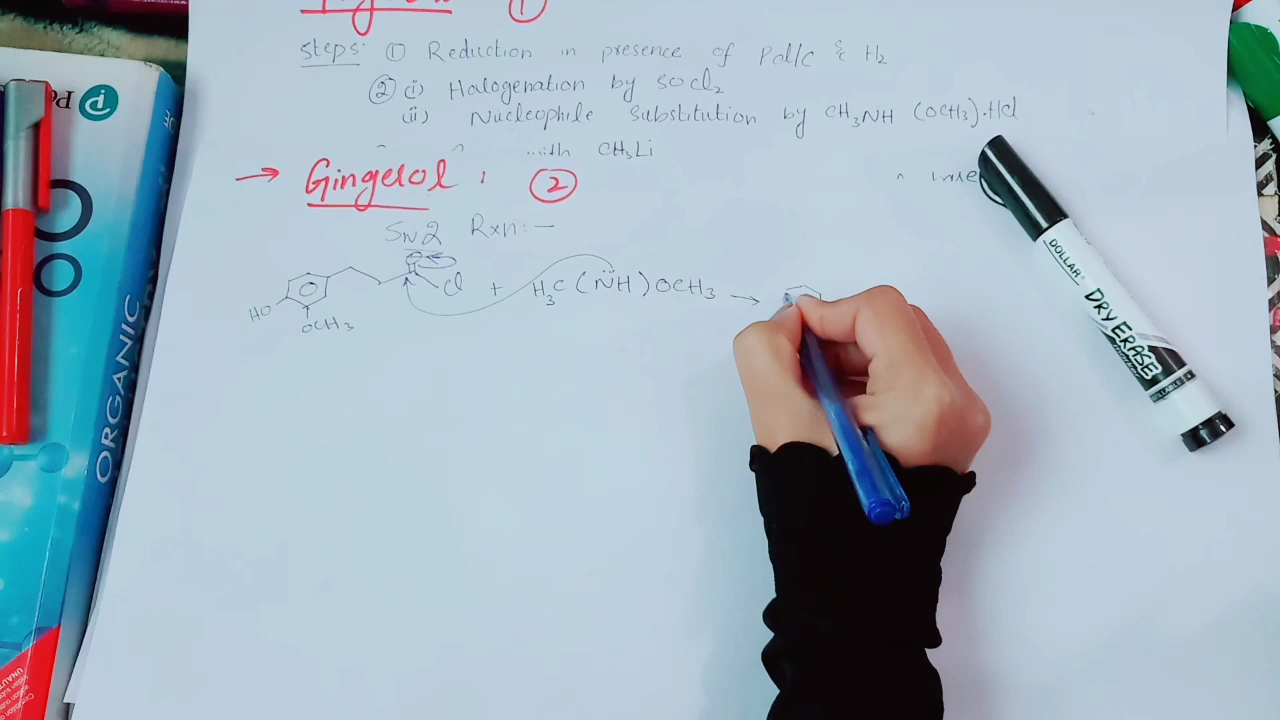 ①
Steps: ① Reduction in presence of Pd/C & H2
② (i) Halogenation by SOCl2
(ii) Nucleophile Substitution by CH3NH (OCH3).HCl
with CH3Li
→ Gingerol : ②
SN2 Rxn:-
O
Cl + H3C (N̈H) OCH3 →
HO
OCH3
ORGANIC
DOLLAR
DRY ERASE